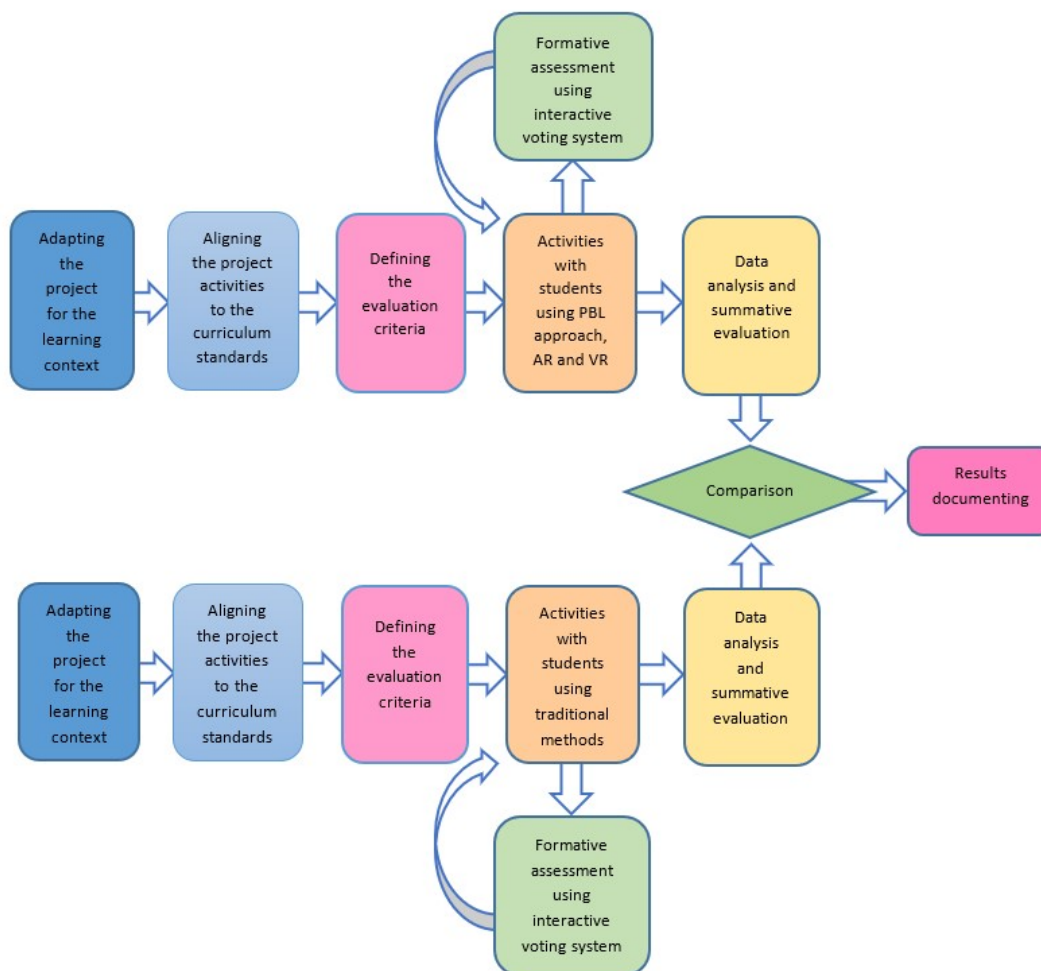 Formative
assessment
using
interactive
voting system
Adapting
the
project
for the
learning
context
Aligning
the project
activities
to the
curriculum
standards
Defining
the
evaluation
criteria
Activities
with
students
using PBL
approach,
AR and VR
Data
analysis and
summative
evaluation
Comparison
Results
documenting
Adapting
the
project
for the
learning
context
Aligning
the project
activities
to the
curriculum
standards
Defining
the
evaluation
criteria
Activities
with
students
using
traditional
methods
Data
analysis
and
summative
evaluation
Formative
assessment
using
interactive
voting system